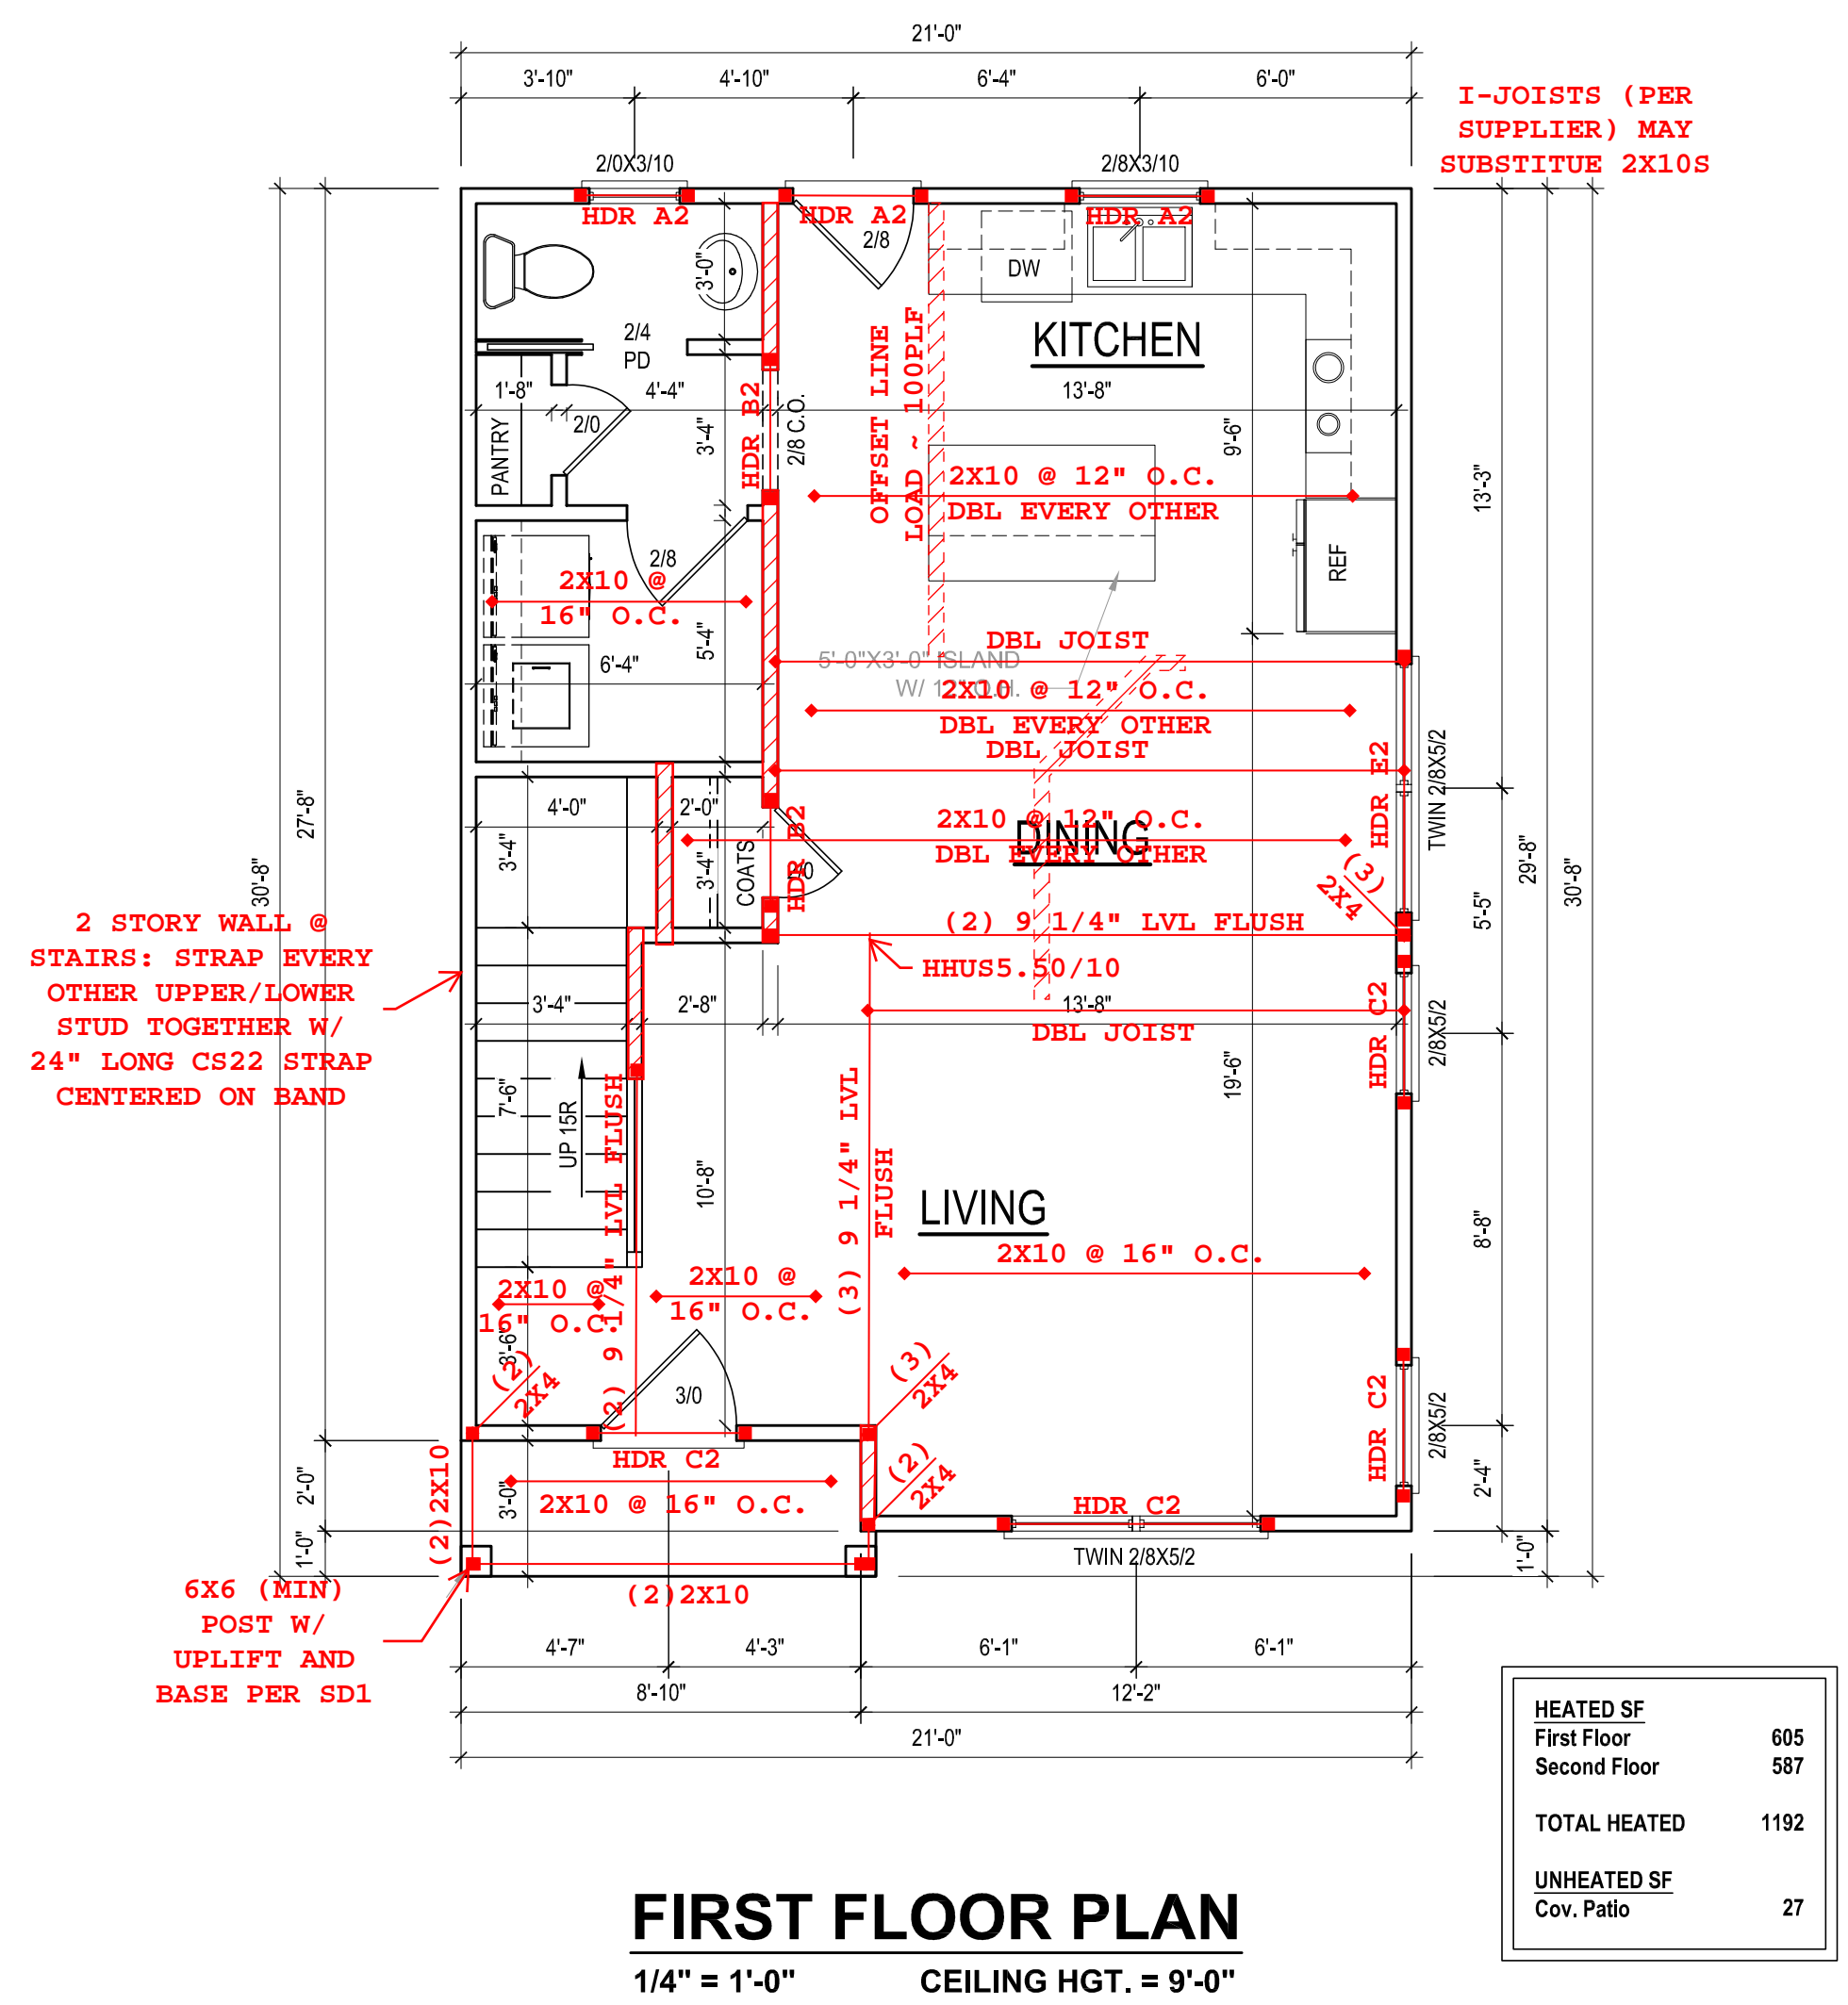 21'-0"
3'-10"
4'-10"
6'-4"
6'-0"
I-JOISTS (PER
SUPPLIER) MAY
SUBSTITUE 2X10S
2/0X3/10
2/8X3/10
HDR A2
HDR A2
HDR A2
2/8
DW
3'-0"
2/4
PD
KITCHEN
OFFSET LINE
LOAD ~ 100PLF
1'-8"
4'-4"
13'-8"
HDR B2
2/8 C.O.
2/0
PANTRY
3'-4"
9'-6"
2X10 @ 12" O.C.
DBL EVERY OTHER
13'-3"
2/8
REF
2X10 @
16" O.C.
5'-4"
6'-4"
DBL JOIST
5'-0"X3'-0" ISLAND
W/ 12" O.H.
2X10 @ 12" O.C.
DBL EVERY OTHER
DBL JOIST
HDR E2
TWIN 2/8X5/2
27'-8"
30'-8"
4'-0"
2'-0"
3'-4"
3'-4"
COATS
HDR B2
2/0
2X10 @ 12" O.C.
DINING
DBL EVERY OTHER
(3)
2X4
29'-8"
30'-8"
5'-5"
2 STORY WALL @
STAIRS: STRAP EVERY
OTHER UPPER/LOWER
STUD TOGETHER W/
24" LONG CS22 STRAP
CENTERED ON BAND
(2) 9 1/4" LVL FLUSH
HHUS5.50/10
3'-4"
2'-8"
13'-8"
DBL JOIST
HDR C2
2/8X5/2
7'-6"
UP 15R
(2) 9 1/4" LVL FLUSH
10'-8"
(3) 9 1/4" LVL
FLUSH
19'-6"
LIVING
8'-8"
2X10 @ 16" O.C.
2X10 @
16" O.C.
2X10 @
16" O.C.
8'-6"
(2)
2X4
3/0
(3)
2X4
HDR C2
2/8X5/2
HDR C2
(2)
2X4
(2)2X10
2X10 @ 16" O.C.
3'-0"
2'-0"
1'-0"
HDR C2
TWIN 2/8X5/2
2'-4"
1'-0"
6X6 (MIN)
POST W/
UPLIFT AND
BASE PER SD1
(2)2X10
4'-7"
4'-3"
6'-1"
6'-1"
8'-10"
12'-2"
21'-0"
HEATED SF
First Floor 605
Second Floor 587
TOTAL HEATED 1192
UNHEATED SF
Cov. Patio 27
FIRST FLOOR PLAN
1/4" = 1'-0" CEILING HGT. = 9'-0"